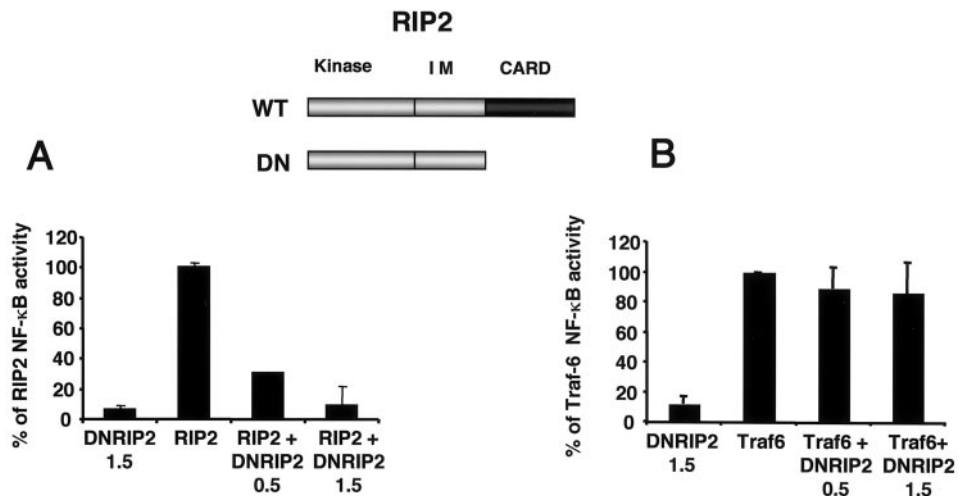 RIP2
Kinase I M CARD
WT
DN
A
% of RIP2 NF-κB activity
120
100
80
60
40
20
0
DNRIP2 1.5
RIP2
RIP2 + DNRIP2 0.5
RIP2 + DNRIP2 1.5
B
% of Traf-6 NF-κB activity
120
100
80
60
40
20
0
DNRIP2 1.5
Traf6
Traf6 + DNRIP2 0.5
Traf6+ DNRIP2 1.5